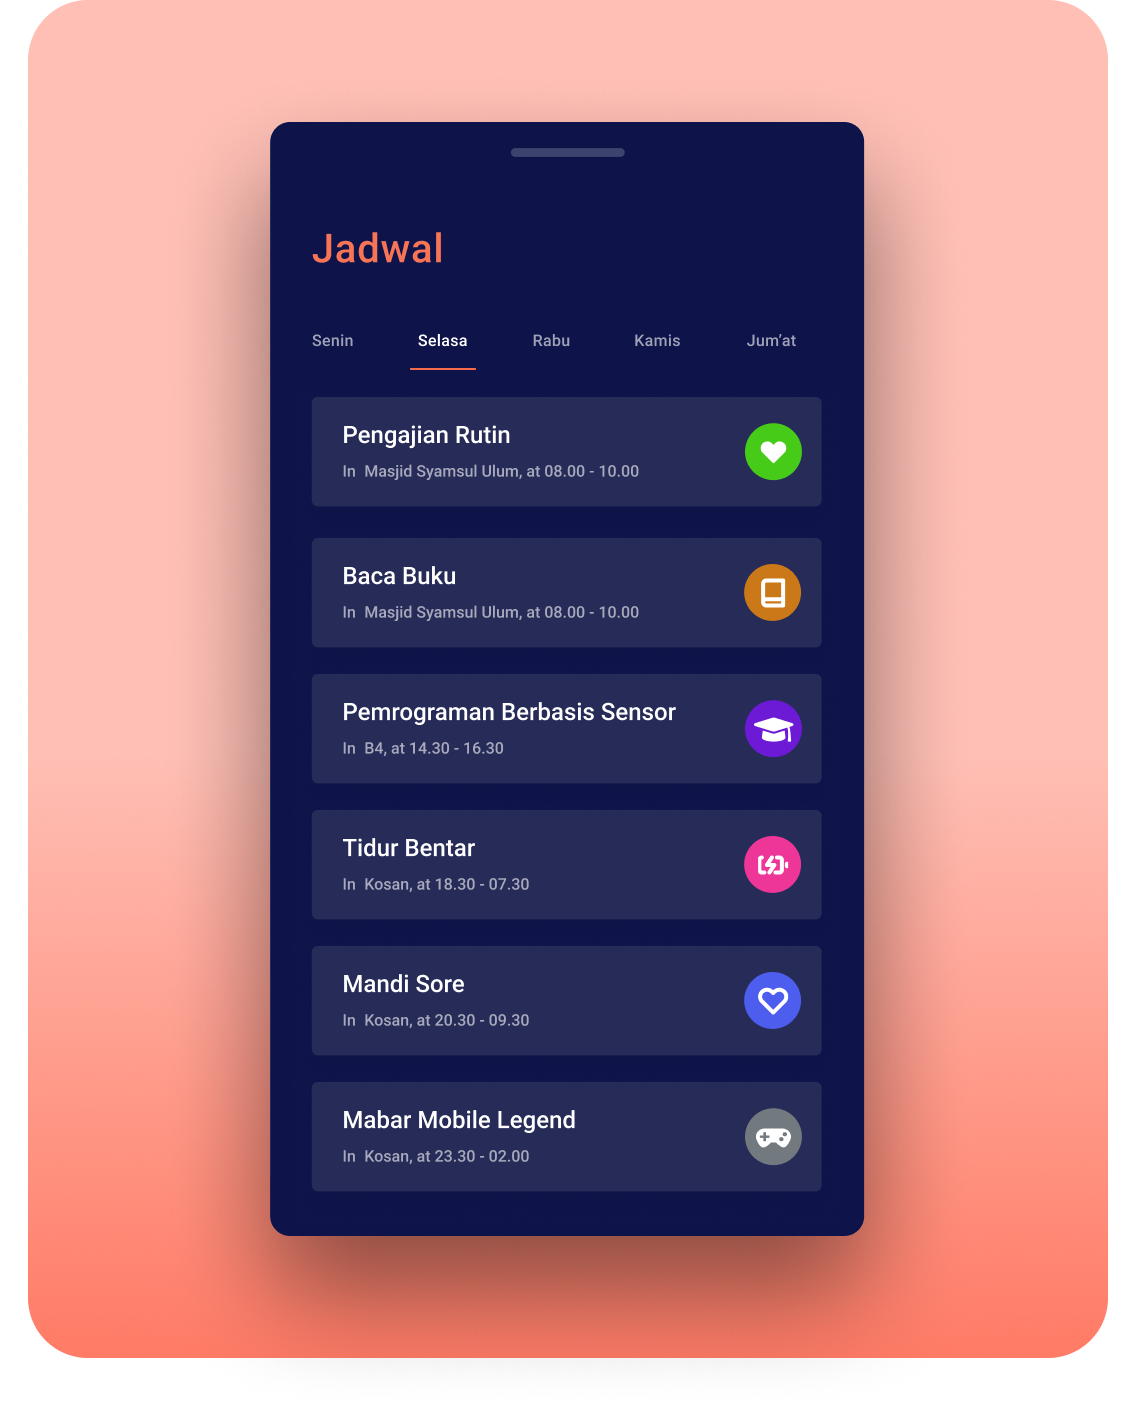 Jadwal
Senin Selasa Rabu Kamis Jum'at
Pengajian Rutin
In Masjid Syamsul Ulum, at 08.00 - 10.00
Baca Buku
In Masjid Syamsul Ulum, at 08.00 - 10.00
Pemrograman Berbasis Sensor
In B4, at 14.30 - 16.30
Tidur Bentar
In Kosan, at 18.30 - 07.30
Mandi Sore
In Kosan, at 20.30 - 09.30
Mabar Mobile Legend
In Kosan, at 23.30 - 02.00